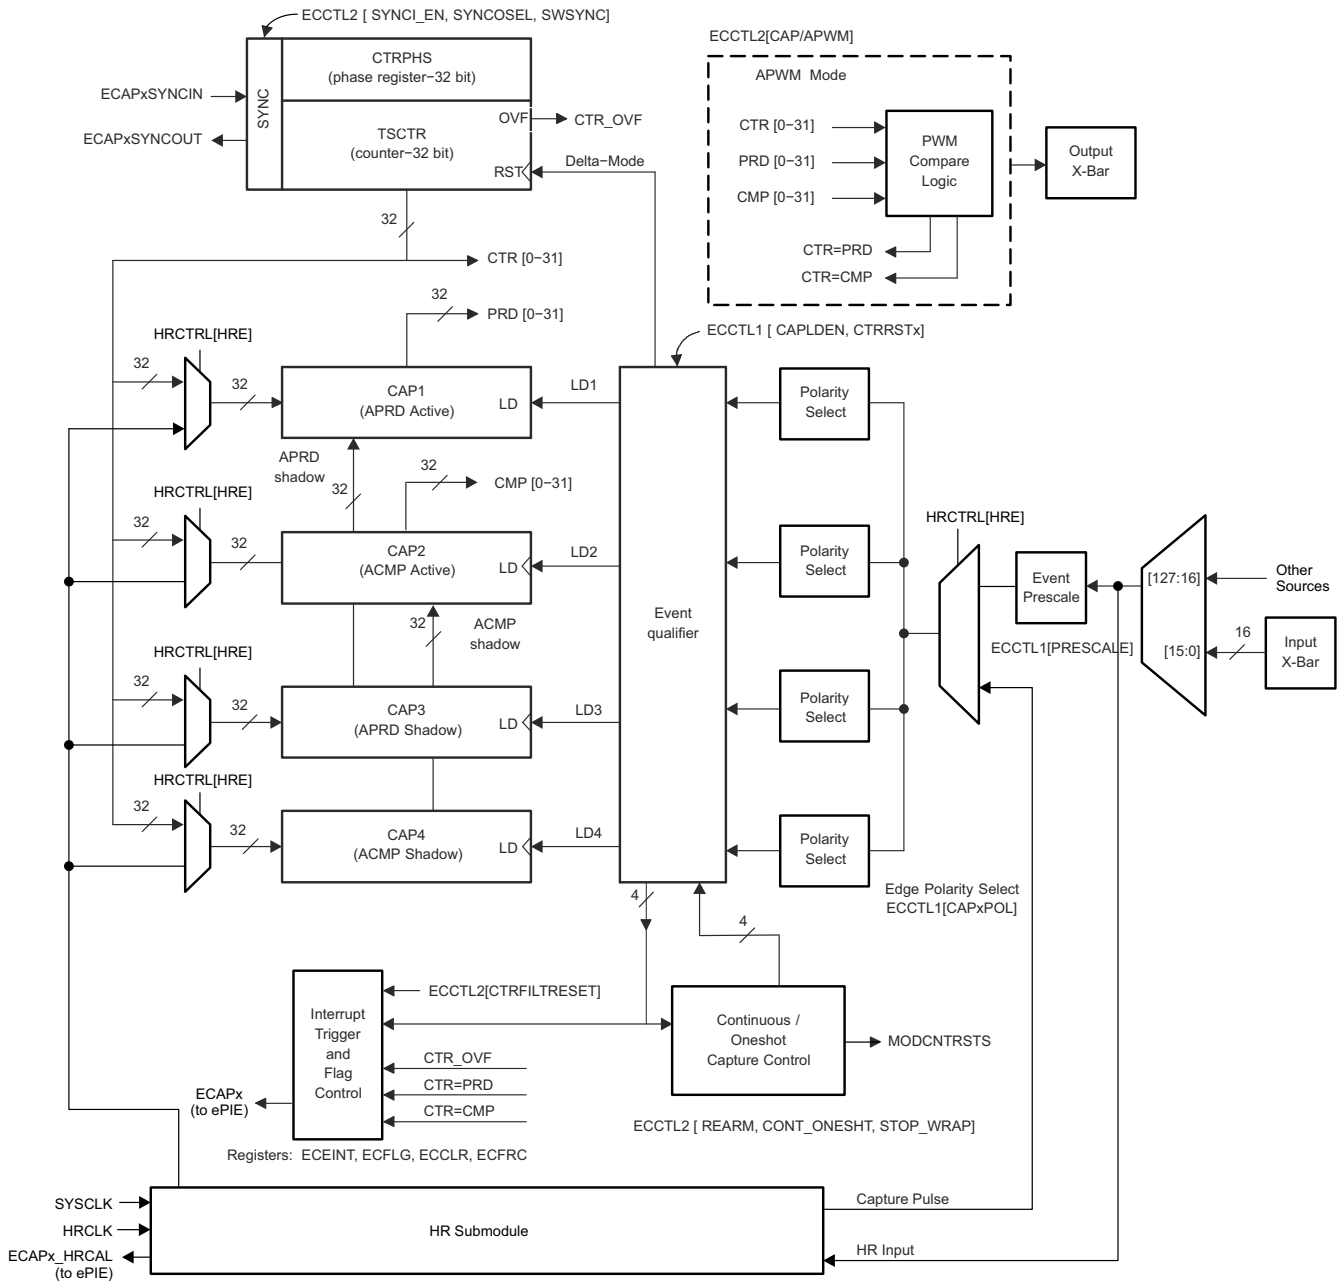 ECCTL2 [ SYNCI_EN, SYNCOSEL, SWSYNC]
SYNC
CTRPHS
(phase register−32 bit)
TSCTR
(counter−32 bit)
OVF
RST
ECAPxSYNCIN
ECAPxSYNCOUT
CTR_OVF
Delta−Mode
ECCTL2[CAP/APWM]
APWM Mode
CTR [0−31]
PRD [0−31]
CMP [0−31]
PWM
Compare
Logic
CTR=PRD
CTR=CMP
Output
X-Bar
32
CTR [0−31]
32
PRD [0−31]
ECCTL1 [ CAPLDEN, CTRRSTx]
HRCTRL[HRE]
32
32
CAP1
(APRD Active)
LD
LD1
Polarity
Select
APRD
shadow
32
32
CMP [0−31]
HRCTRL[HRE]
32
32
CAP2
(ACMP Active)
LD
LD2
Polarity
Select
Event
qualifier
32
ACMP
shadow
HRCTRL[HRE]
32
32
CAP3
(APRD Shadow)
LD
LD3
Polarity
Select
HRCTRL[HRE]
32
32
CAP4
(ACMP Shadow)
LD
LD4
Polarity
Select
HRCTRL[HRE]
Event
Prescale
ECCTL1[PRESCALE]
[127:16]
[15:0]
Other
Sources
16
Input
X-Bar
Edge Polarity Select
ECCTL1[CAPxPOL]
4
4
Interrupt
Trigger
and
Flag
Control
ECCTL2[CTRFILTRESET]
CTR_OVF
CTR=PRD
CTR=CMP
ECAPx
(to ePIE)
Registers: ECEINT, ECFLG, ECCLR, ECFRC
Continuous /
Oneshot
Capture Control
MODCNTRSTS
ECCTL2 [ REARM, CONT_ONESHT, STOP_WRAP]
SYSCLK
HRCLK
ECAPx_HRCAL
(to ePIE)
HR Submodule
Capture Pulse
HR Input